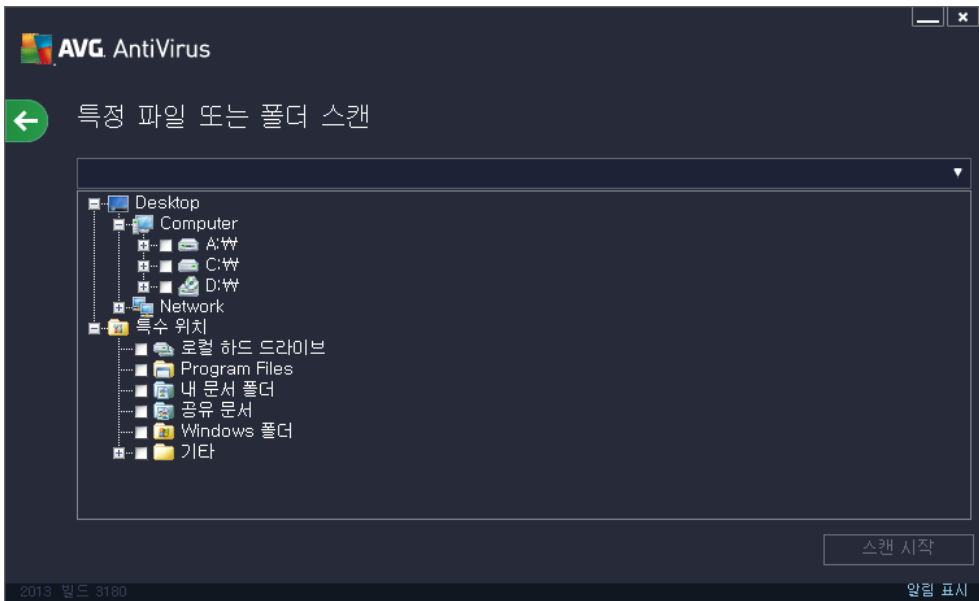 AVG. AntiVirus
특정 파일 또는 폴더 스캔
Desktop
Computer
A:₩
C:₩
D:₩
Network
특수 위치
로컬 하드 드라이브
Program Files
내 문서 폴더
공유 문서
Windows 폴더
기타
스캔 시작
2013 빌드 3180
알림 표시